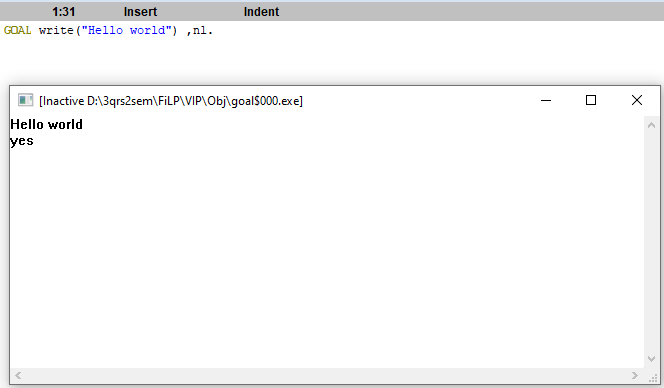 1:31 Insert Indent
GOAL write("Hello world") ,nl.
[Inactive D:\3qrs2sem\FiLP\VIP\Obj\goal$000.exe]
Hello world
yes